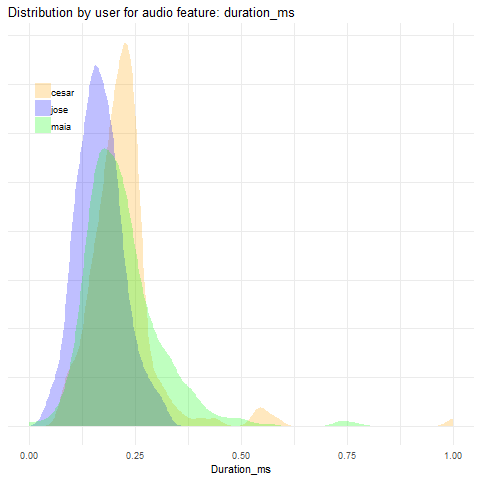 Distribution by user for audio feature: duration_ms
cesar
jose
maia
0.00 0.25 0.50 0.75 1.00
Duration_ms